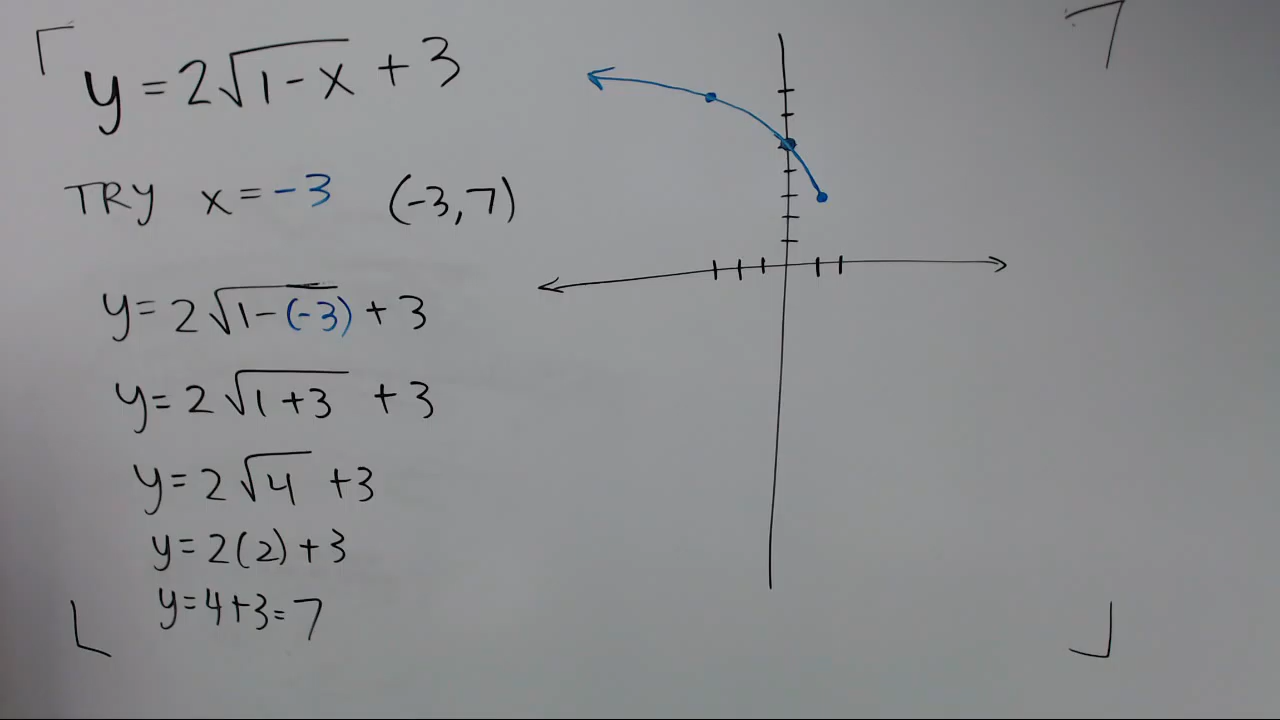 y = 2√(1-x) + 3
TRY x = -3 (-3,7)
y = 2√(1-(-3)) + 3
y = 2√(1+3) + 3
y = 2√4 + 3
y = 2(2) + 3
y = 4+3 = 7